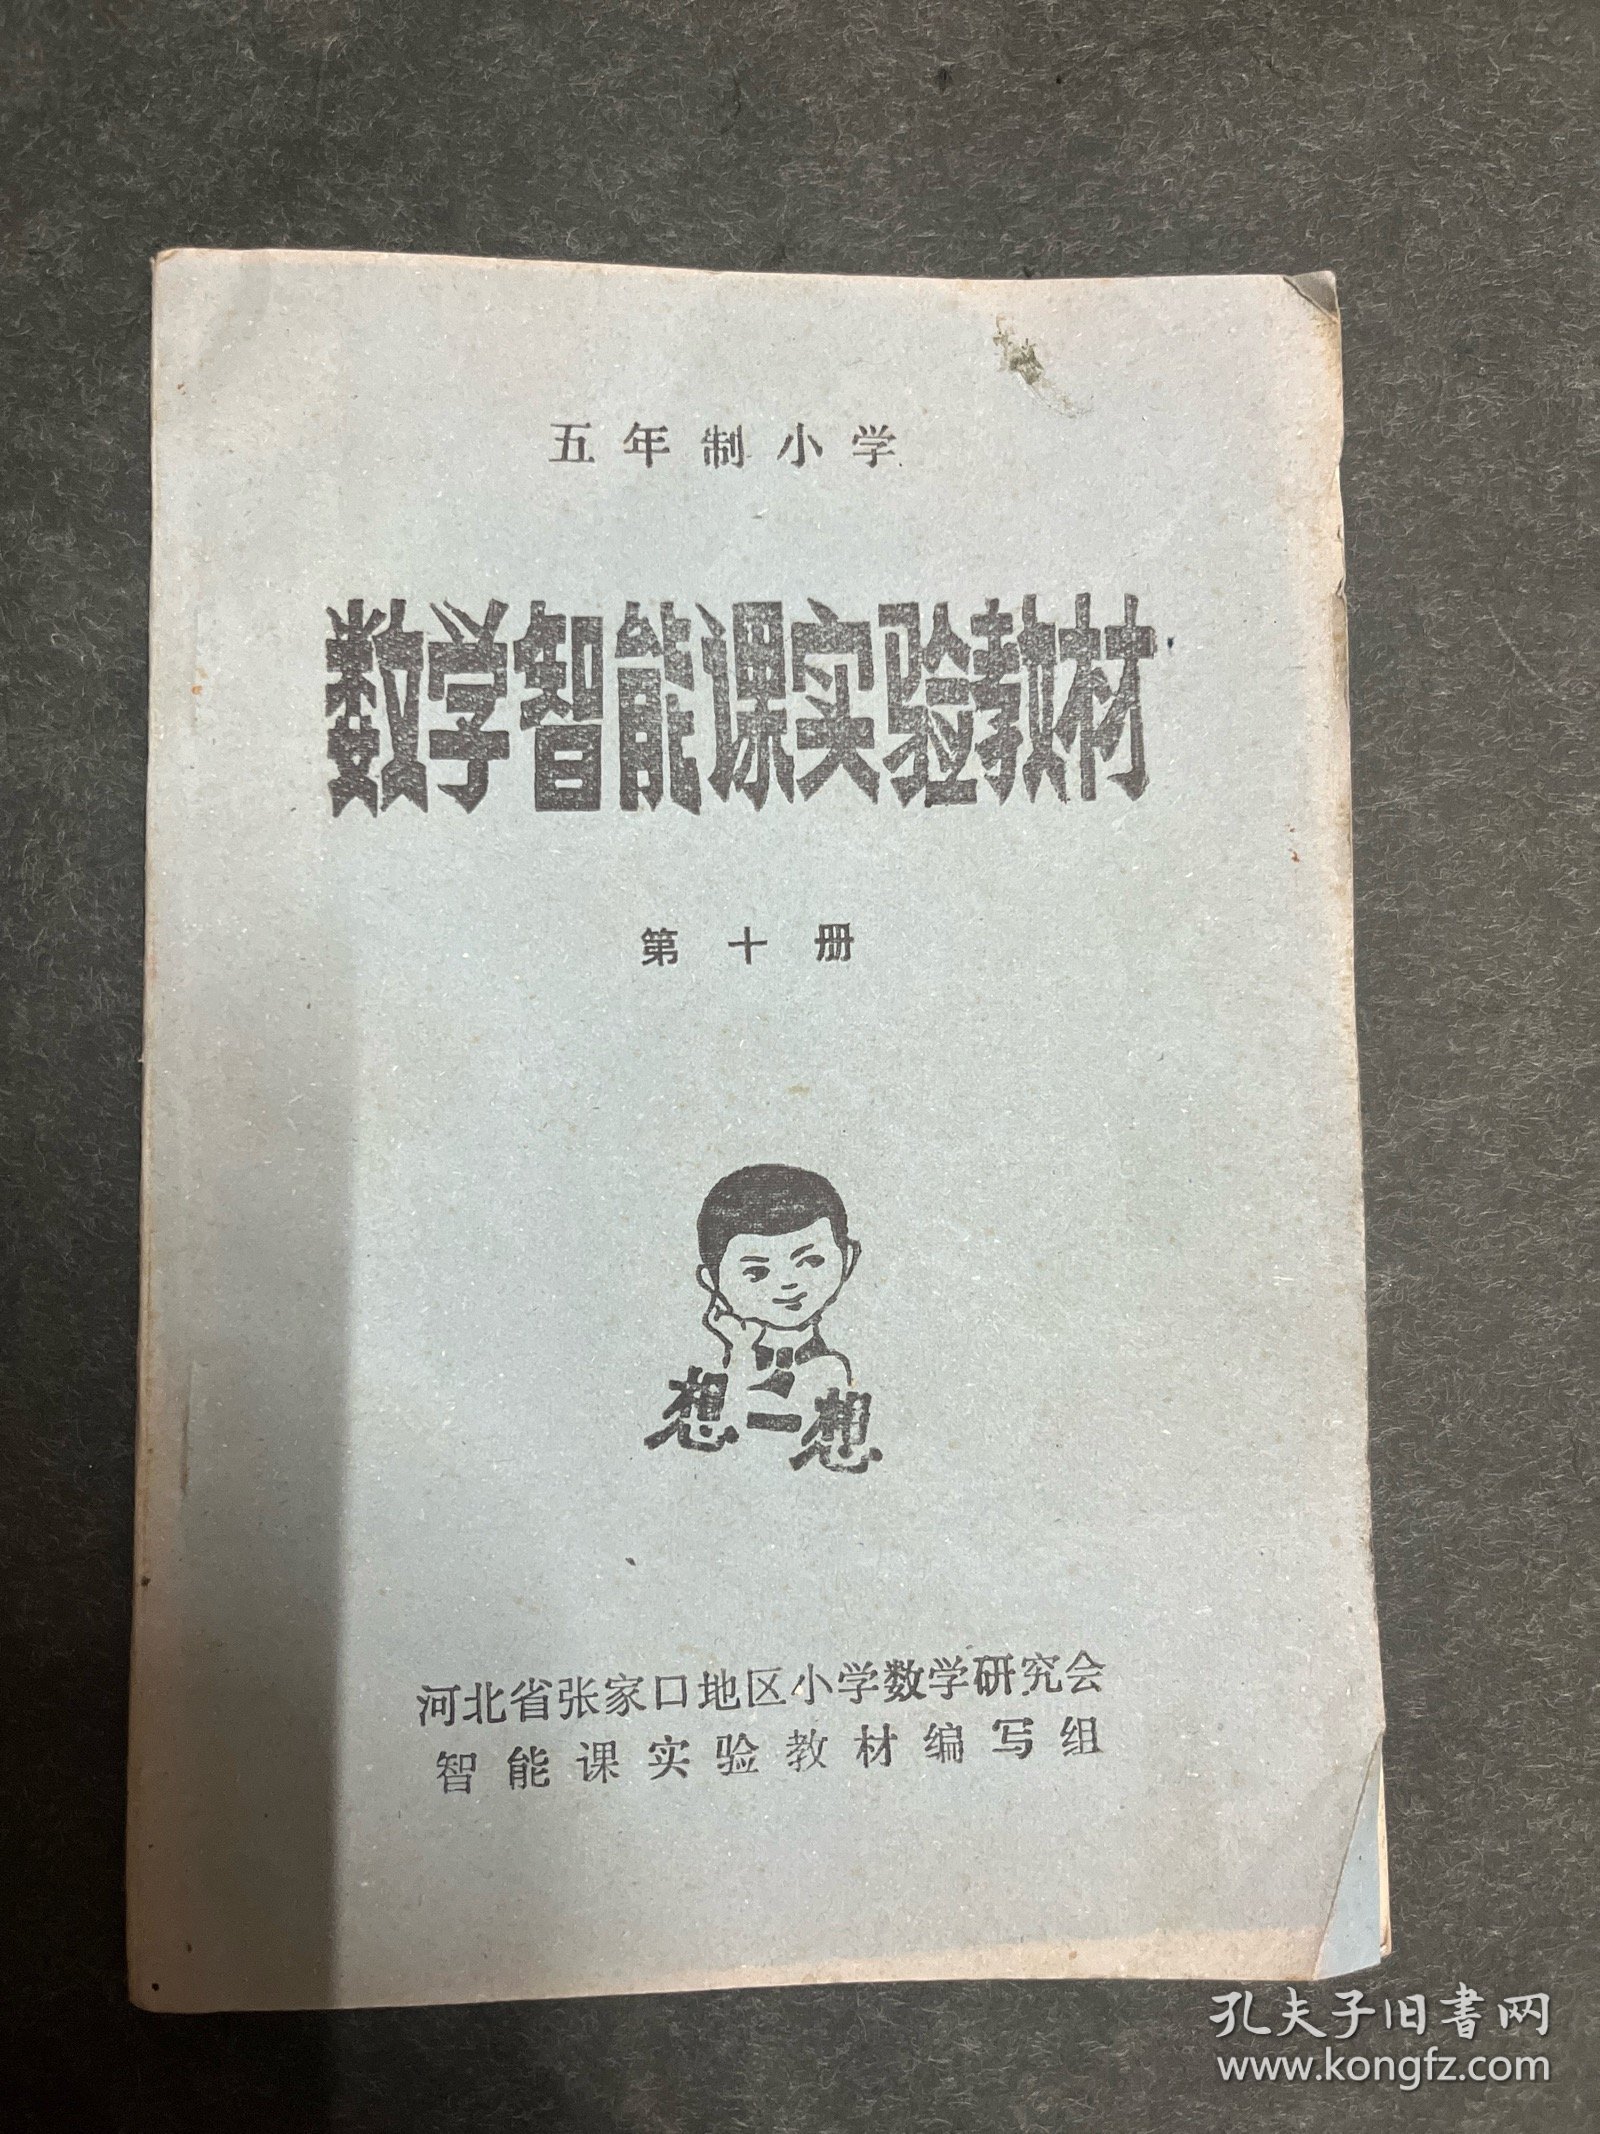 五年制小学
数学智能课实验教材
第十册
想一想
河北省张家口地区小学数学研究会
智能课实验教材编写组
孔夫子旧書网
www.kongfz.com